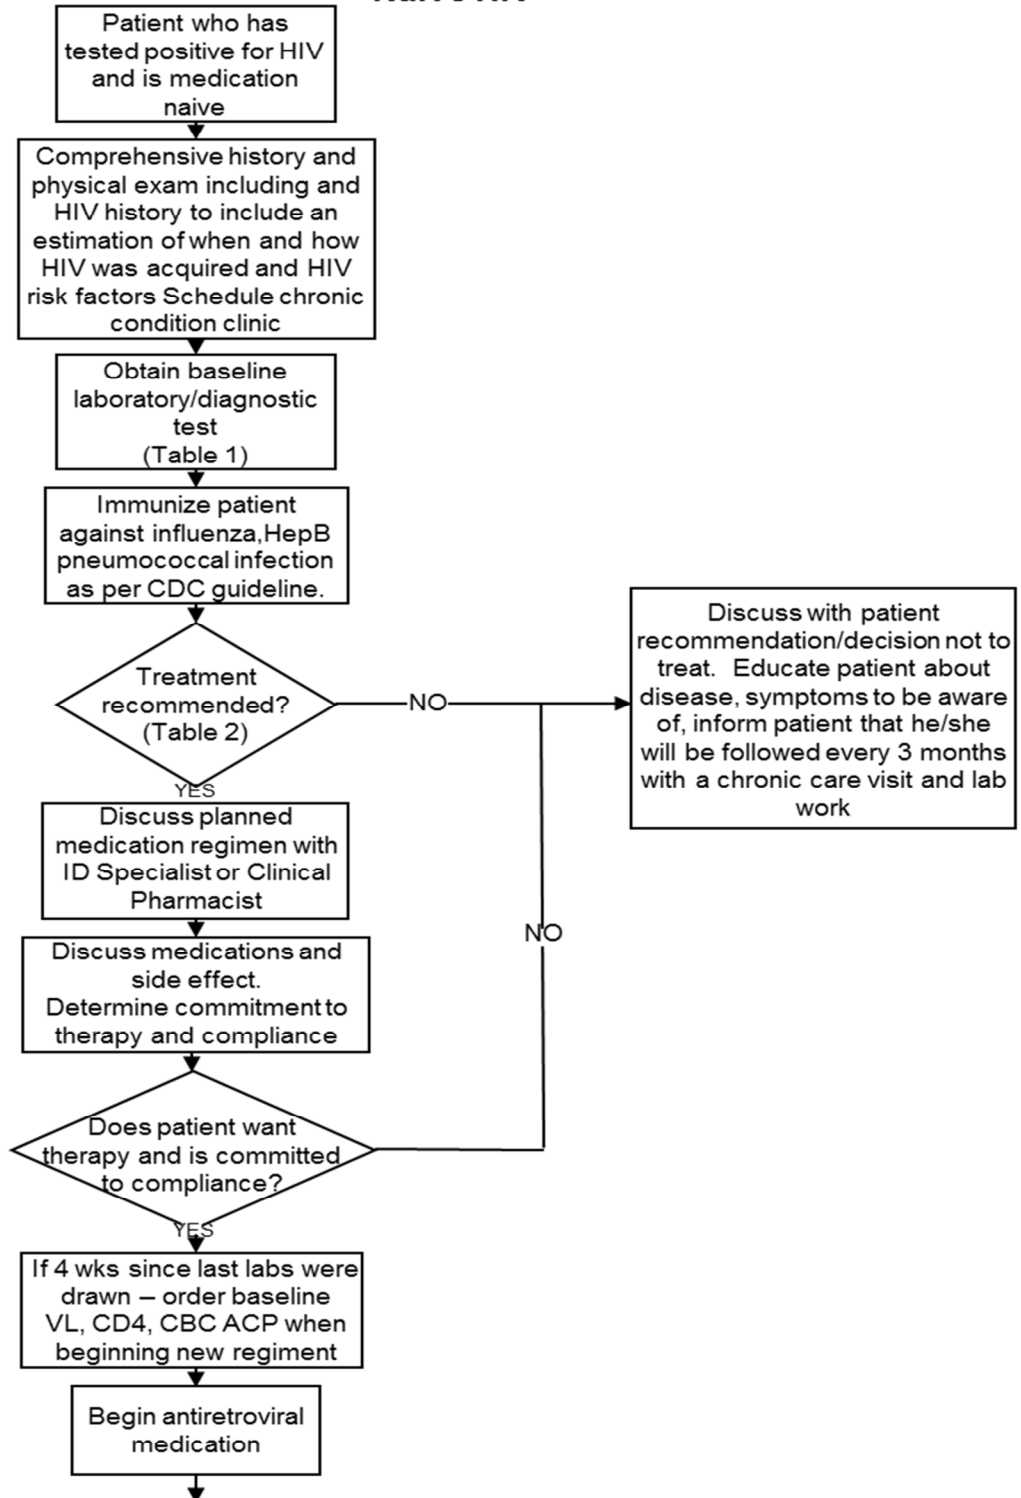 Patient who has
tested positive for HIV
and is medication
naive
Comprehensive history and
physical exam including and
HIV history to include an
estimation of when and how
HIV was acquired and HIV
risk factors Schedule chronic
condition clinic
Obtain baseline
laboratory/diagnostic
test
(Table 1)
Immunize patient
against influenza,HepB
pneumococcal infection
as per CDC guideline.
Treatment
recommended?
(Table 2)
NO
Discuss with patient
recommendation/decision not to
treat. Educate patient about
disease, symptoms to be aware
of, inform patient that he/she
will be followed every 3 months
with a chronic care visit and lab
work
YES
Discuss planned
medication regimen with
ID Specialist or Clinical
Pharmacist
Discuss medications and
side effect.
Determine commitment to
therapy and compliance
NO
Does patient want
therapy and is committed
to compliance?
YES
If 4 wks since last labs were
drawn – order baseline
VL, CD4, CBC ACP when
beginning new regiment
Begin antiretroviral
medication